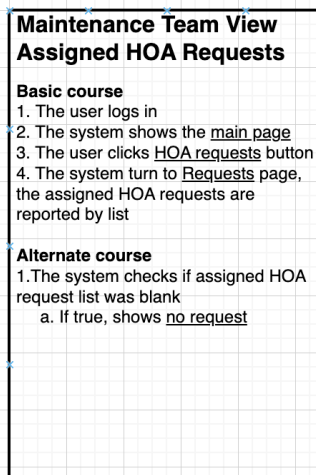 Maintenance Team View
Assigned HOA Requests
Basic course
1. The user logs in
2. The system shows the main page
3. The user clicks HOA requests button
4. The system turn to Requests page,
the assigned HOA requests are
reported by list
Alternate course
1.The system checks if assigned HOA
request list was blank
a. If true, shows no request